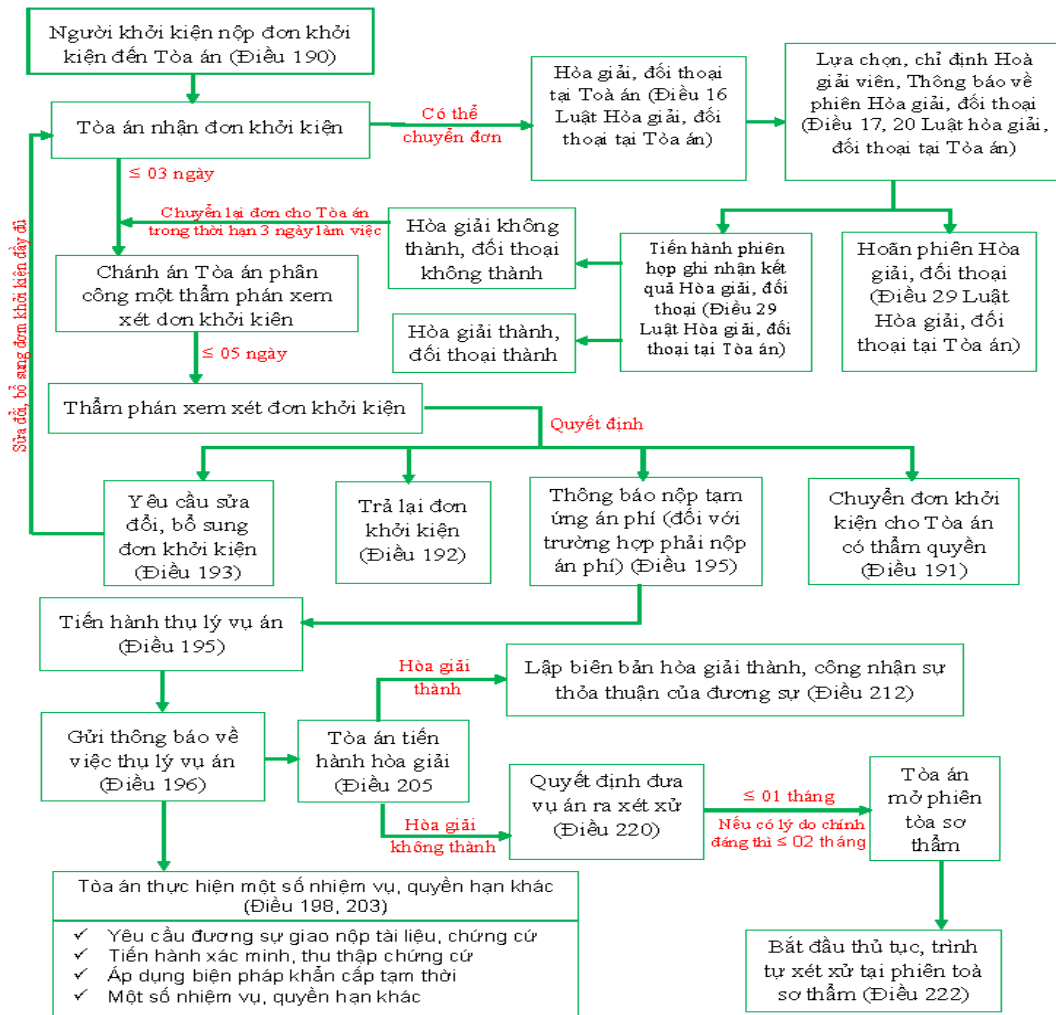 Người khởi kiện nộp đơn khởi
kiện đến Tòa án (Điều 190)
Tòa án nhận đơn khởi kiện
Có thể
chuyển đơn
Hòa giải, đối thoại
tại Toà án (Điều 16
Luật Hòa giải, đối
thoại tại Tòa án)
Lựa chọn, chỉ định Hoà
giải viên, Thông báo về
phiên Hòa giải, đối thoại
(Điều 17, 20 Luật hòa giải,
đối thoại tại Tòa án)
≤ 03 ngày
Chuyển lại đơn cho Tòa án
trong thời hạn 3 ngày làm việc
Hòa giải không
thành, đối thoại
không thành
Tiến hành phiên
họp ghi nhận kết
quả Hòa giải, đối
thoại (Điều 29
Luật Hòa giải, đối
thoại tại Tòa án)
Hoãn phiên Hòa
giải, đối thoại
(Điều 29 Luật
Hòa giải, đối
thoại tại Tòa án)
Chánh án Tòa án phân
công một thẩm phán xem
xét dơn khởi kiên
Hòa giải thành,
đối thoại thành
≤ 05 ngày
Sửa đổi, bổ sung đơm khởi kiện đầy đủ
Thẩm phán xem xét đơn khởi kiện
Quyết định
Yêu cầu sửa
đổi, bổ sung
đơn khởi kiện
(Điều 193)
Trả lại đơn
khởi kiện
(Điều 192)
Thông báo nộp tạm
ứng án phí (đối với
trường hợp phải nộp
án phí) (Điều 195)
Chuyển đơn khởi
kiện cho Tòa án
có thẩm quyền
(Điều 191)
Tiến hành thụ lý vụ án
(Điều 195)
Hòa giải
thành
Lập biên bản hòa giải thành, công nhận sự
thỏa thuận của đương sự (Điều 212)
Gửi thông báo về
việc thụ lý vụ án
(Điều 196)
Tòa án tiến
hành hòa giải
(Điều 205
Hòa giải
không thành
Quyết định đưa
vụ án ra xét xử
(Điều 220)
≤ 01 tháng
Nếu có lý do chính
đáng thì ≤ 02 tháng
Tòa án
mở phiên
tòa sơ
thẩm
Tòa án thực hiện một số nhiệm vụ, quyền hạn khác
(Điều 198, 203)
✓ Yêu cầu đương sự giao nộp tài liệu, chứng cứ
✓ Tiến hành xác minh, thu thập chứng cứ
✓ Áp dụng biện pháp khẩn cấp tạm thời
✓ Một số nhiệm vụ, quyền hạn khác
Bắt đầu thủ tục, trình
tự xét xử tại phiên toà
sơ thẩm (Điều 222)